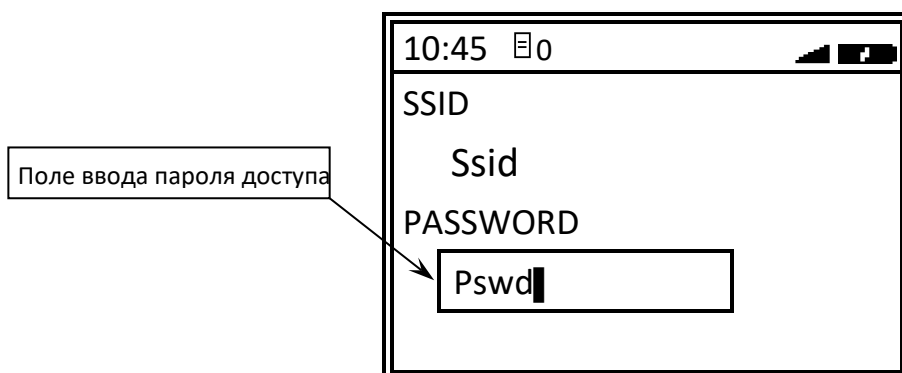 10:45 0
SSID
Ssid
Поле ввода пароля доступа
PASSWORD
Pswd